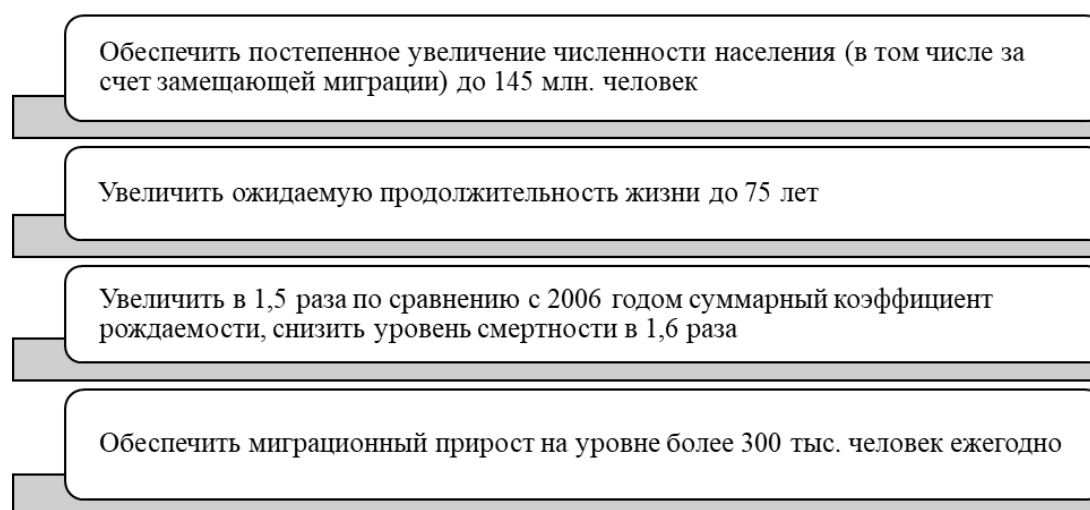 Обеспечить постепенное увеличение численности населения (в том числе за
счет замещающей миграции) до 145 млн. человек
Увеличить ожидаемую продолжительность жизни до 75 лет
Увеличить в 1,5 раза по сравнению с 2006 годом суммарный коэффициент
рождаемости, снизить уровень смертности в 1,6 раза
Обеспечить миграционный прирост на уровне более 300 тыс. человек ежегодно